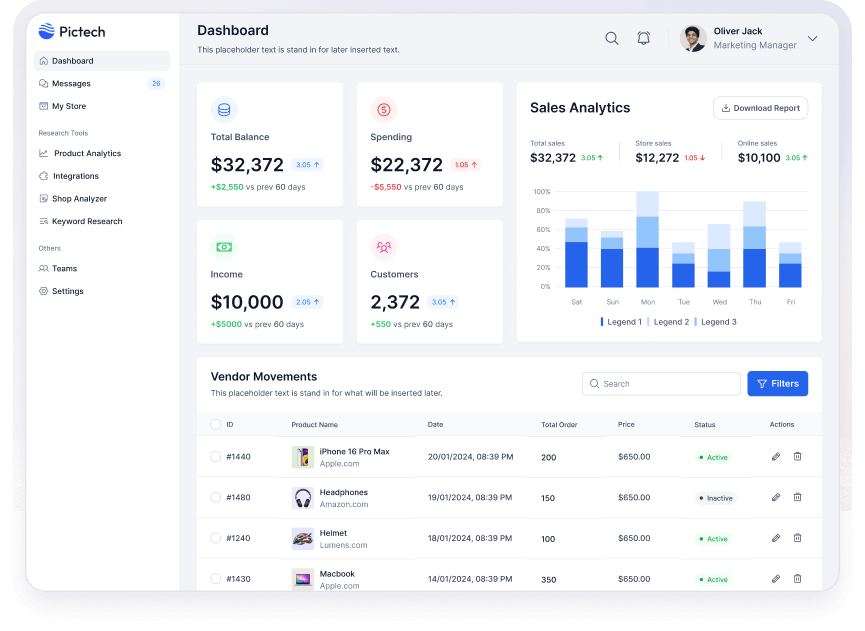 Pictech
Dashboard
Messages 26
My Store
Research Tools
Product Analytics
Integrations
Shop Analyzer
Keyword Research
Others
Teams
Settings
Dashboard
This placeholder text is stand in for later inserted text.
Oliver Jack
Marketing Manager
Total Balance
$32,372 3.05 ↑
+$2,550 vs prev 60 days
Spending
$22,372 1.05 ↑
-$5,550 vs prev 60 days
Income
$10,000 2.05 ↑
+$5000 vs prev 60 days
Customers
2,372 3.05 ↑
+550 vs prev 60 days
Sales Analytics
Download Report
Total sales
$32,372 3.05 ↑
Store sales
$12,272 1.05 ↓
Online sales
$10,100 3.05 ↑
100%
80%
60%
40%
20%
0%
Sat Sun Mon Tue Wed Thu Fri
Legend 1 Legend 2 Legend 3
Vendor Movements
This placeholder text is stand in for what will be inserted later.
Search
Filters
ID Product Name Date Total Order Price Status Actions
#1440 iPhone 16 Pro Max 20/01/2024, 08:39 PM 200 $650.00 Active
Apple.com
#1480 Headphones 19/01/2024, 08:39 PM 150 $650.00 Inactive
Amazon.com
#1240 Helmet 18/01/2024, 08:39 PM 100 $650.00 Active
Lumens.com
#1430 Macbook 14/01/2024, 08:39 PM 350 $650.00 Active
Apple.com